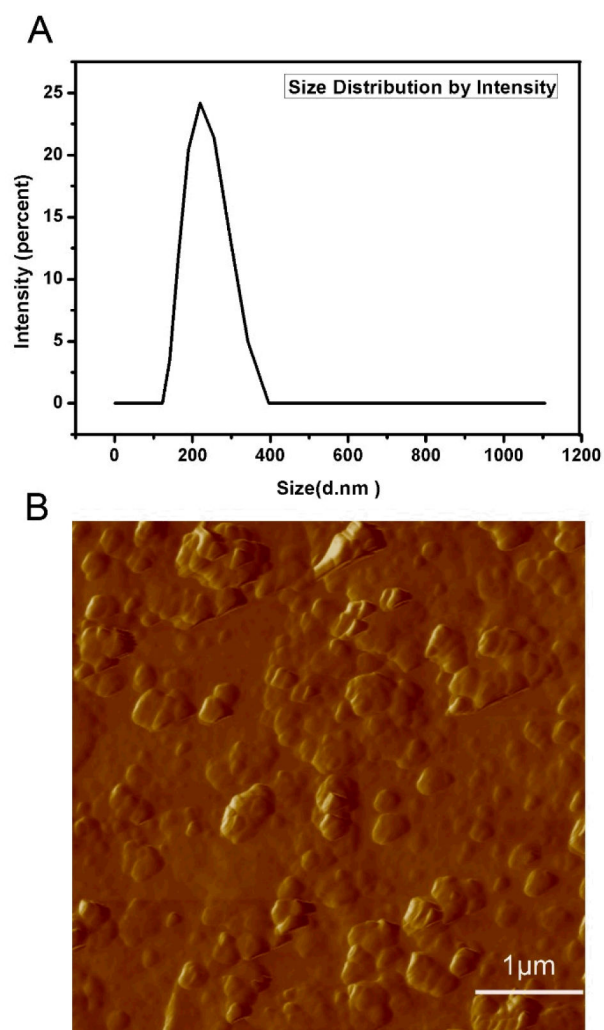 A
Size Distribution by Intensity
25
20
15
10
5
0
Intensity (percent)
0 200 400 600 800 1000 1200
Size(d.nm )
B
1μm